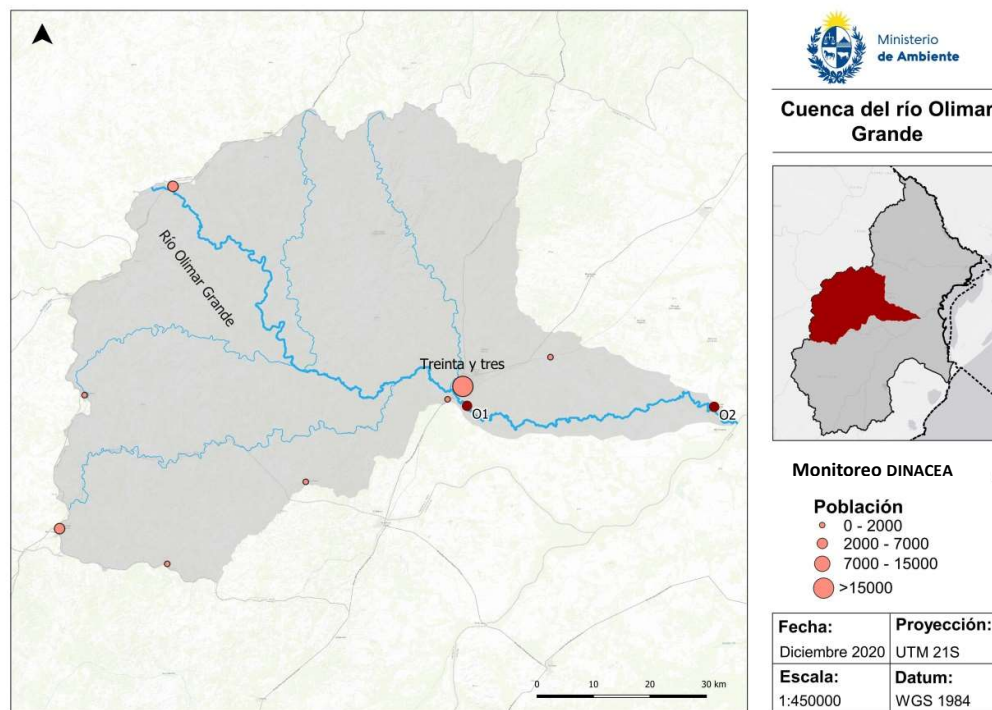 Río Olimar Grande
Treinta y tres
O1
O2
0 10 20 30 km
Ministerio
de Ambiente
Cuenca del río Olimar
Grande
Monitoreo DINACEA
Población
0 - 2000
2000 - 7000
7000 - 15000
>15000
Fecha:
Diciembre 2020
Proyección:
UTM 21S
Escala:
1:450000
Datum:
WGS 1984